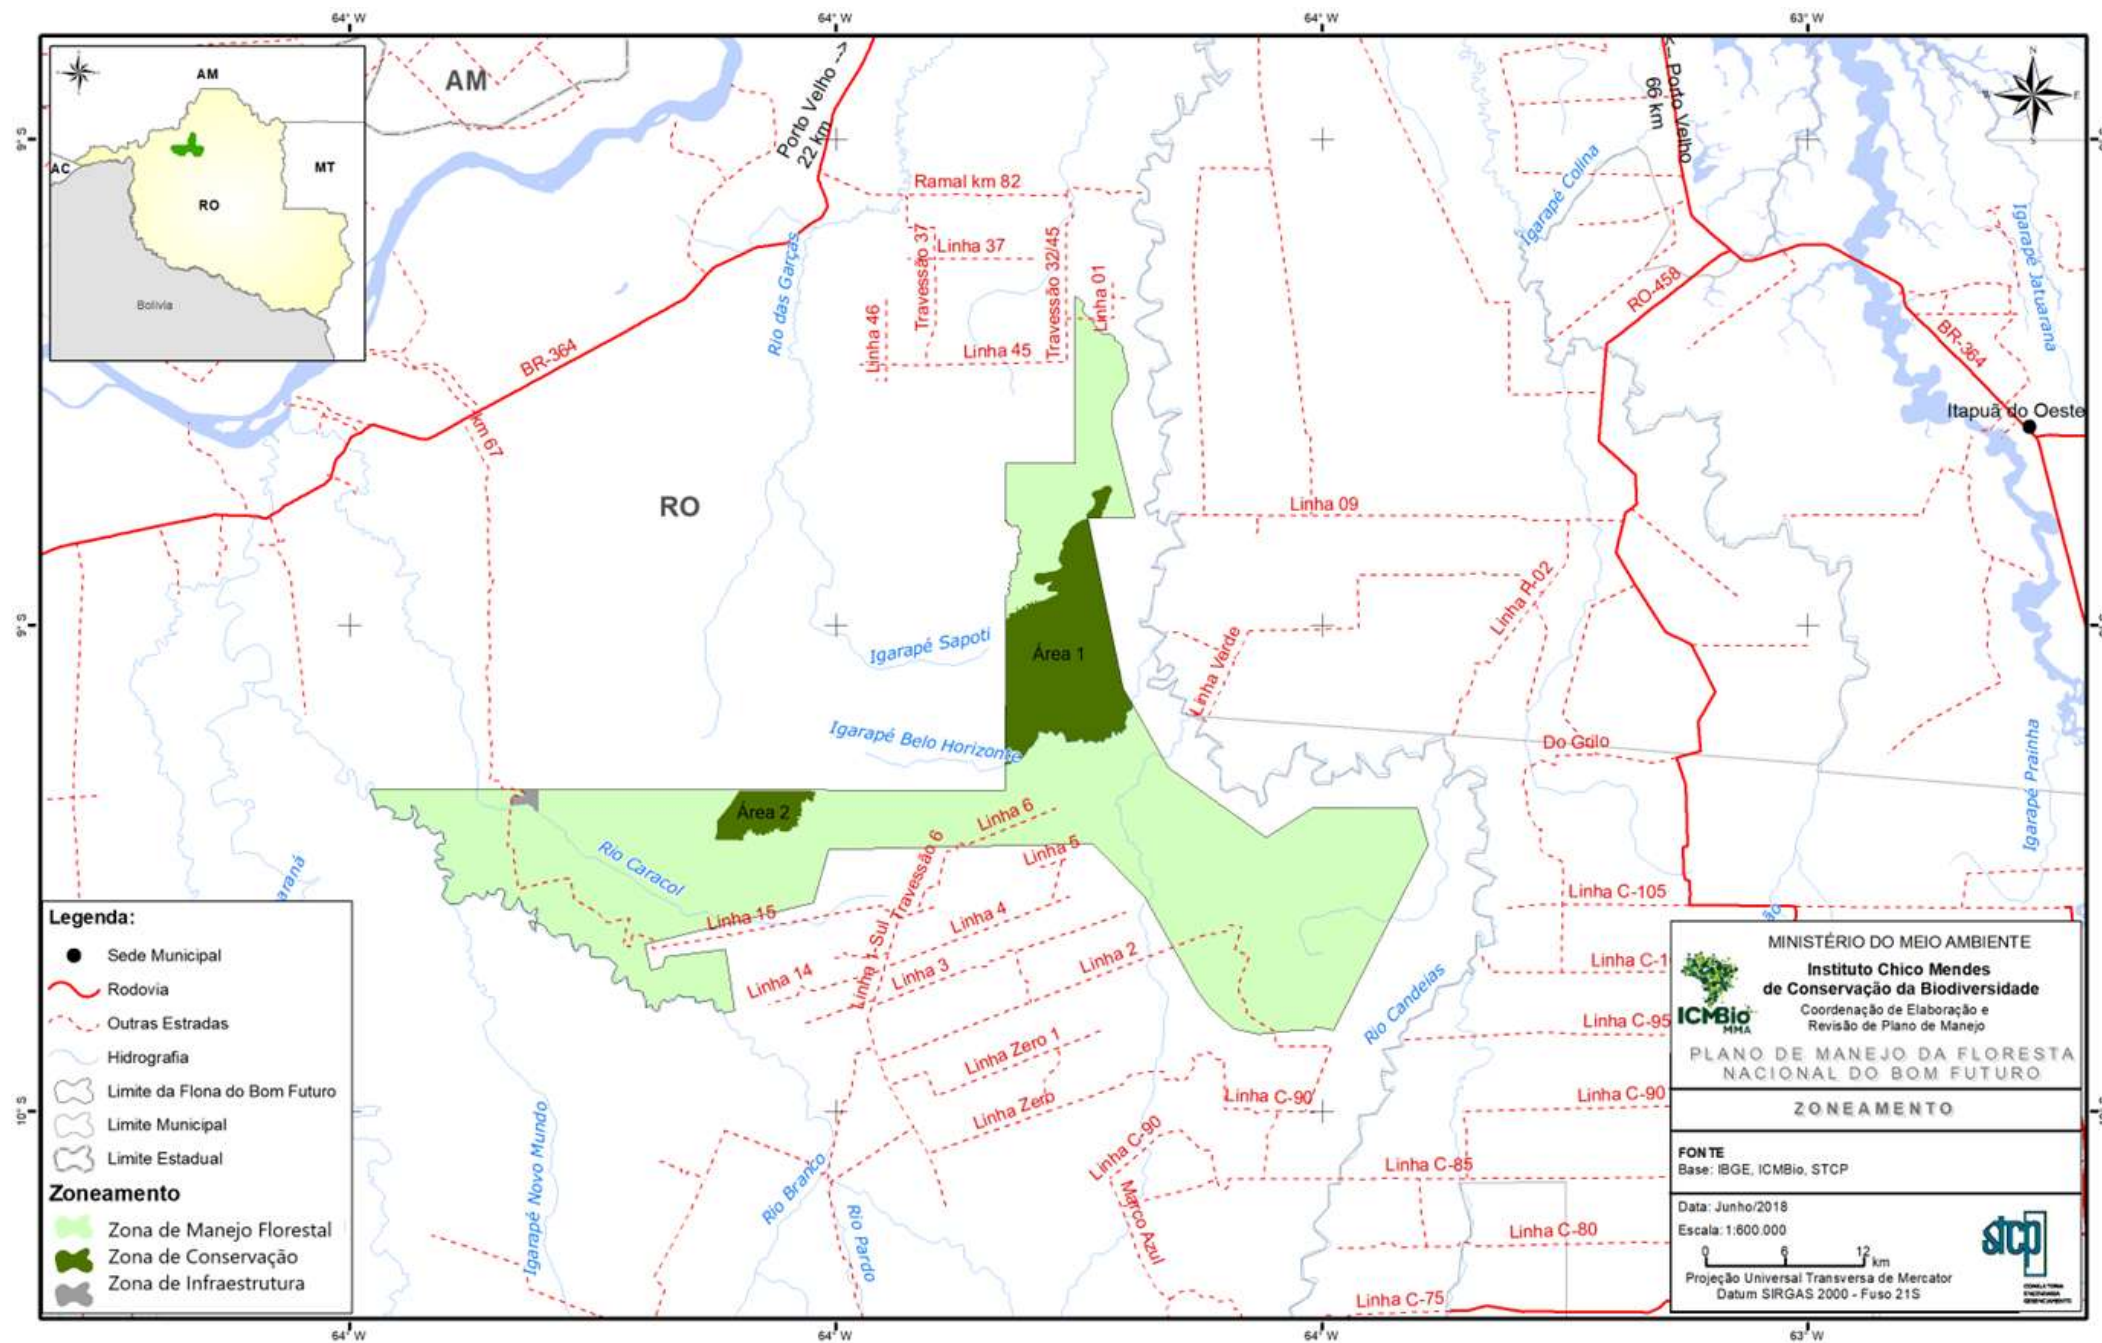 64° W
64° W
64° W
63° W
9° S
9° S
10° S
AM
MT
AC
RO
Bolívia
AM
RO
Porto Velho --->
22 km
<-- Porto Velho
66 km
Ramal km 82
Linha 37
Travessão 37
Travessão 32/45
Linha 01
Linha 46
Linha 45
Rio das Garças
BR-364
km 67
Igarapé Colina
Igarapé Jatuarana
RO-458
BR-364
Itapuã do Oeste
Linha 09
Linha P-02
Linha Verde
Igarapé Sapoti
Área 1
Igarapé Belo Horizonte
Do Golo
Igarapé Prainha
Área 2
Linha 6
Linha 5
Travessão 6
Rio Caracol
Linha 15
Linha 4
Linha 1-Sul
Linha 14
Linha 3
Linha 2
Linha C-105
Linha C-1
Linha C-95
Rio Candeias
Linha Zero 1
Linha Zero
Linha C-90
Linha C-90
Linha C-90
Igarapé Novo Mundo
Rio Branco
Rio Pardo
Marco Azul
Linha C-85
Linha C-80
Linha C-75
araná
ão
Legenda:
Sede Municipal
Rodovia
Outras Estradas
Hidrografia
Limite da Flona do Bom Futuro
Limite Municipal
Limite Estadual
Zoneamento
Zona de Manejo Florestal
Zona de Conservação
Zona de Infraestrutura
MINISTÉRIO DO MEIO AMBIENTE
Instituto Chico Mendes
de Conservação da Biodiversidade
Coordenação de Elaboração e
Revisão de Plano de Manejo
ICMBio
MMA
PLANO DE MANEJO DA FLORESTA
NACIONAL DO BOM FUTURO
ZONEAMENTO
FONTE
Base: IBGE, ICMBio, STCP
Data: Junho/2018
Escala: 1:600.000
0 6 12
km
Projeção Universal Transversa de Mercator
Datum SIRGAS 2000 - Fuso 21S
stcp
64° W
64° W
64° W
63° W